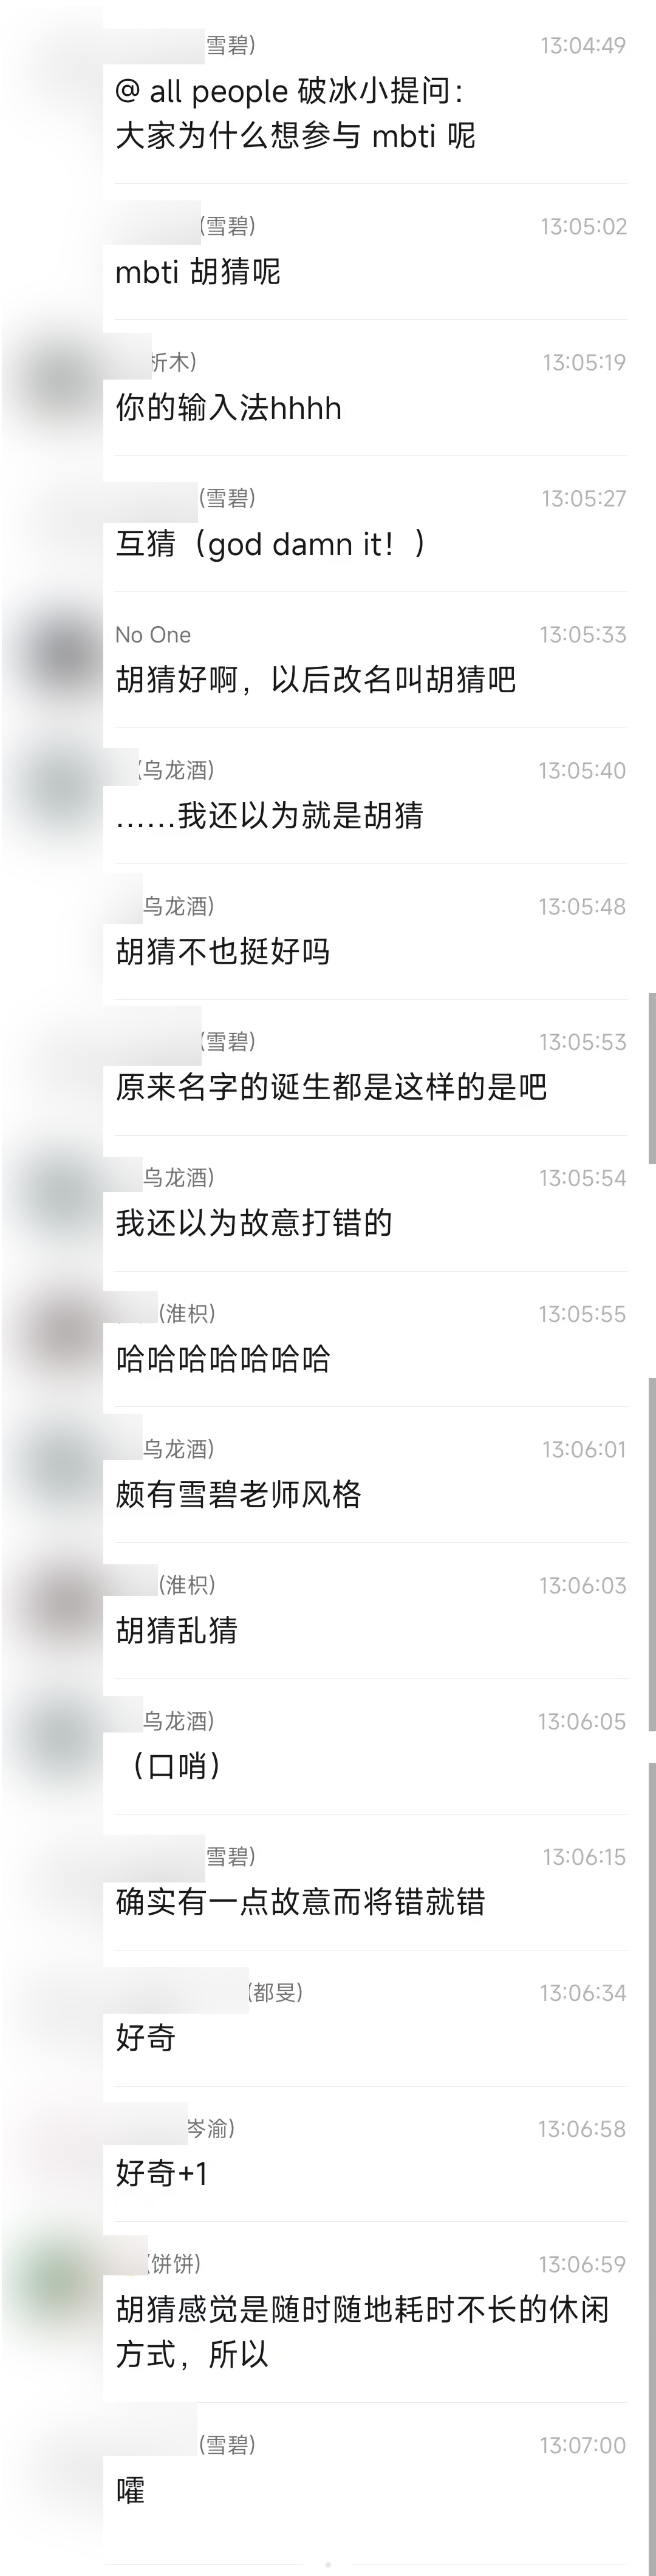 雪碧)
13:04:49
@ all people 破冰小提问：
大家为什么想参与 mbti 呢
(雪碧)
13:05:02
mbti 胡猜呢
析木)
13:05:19
你的输入法hhhh
(雪碧)
13:05:27
互猜（god damn it！）
No One
13:05:33
胡猜好啊，以后改名叫胡猜吧
(乌龙酒)
13:05:40
……我还以为就是胡猜
乌龙酒)
13:05:48
胡猜不也挺好吗
(雪碧)
13:05:53
原来名字的诞生都是这样的是吧
乌龙酒)
13:05:54
我还以为故意打错的
(淮枳)
13:05:55
哈哈哈哈哈哈哈
乌龙酒)
13:06:01
颇有雪碧老师风格
(淮枳)
13:06:03
胡猜乱猜
乌龙酒)
13:06:05
（口哨）
雪碧)
13:06:15
确实有一点故意而将错就错
(都旻)
13:06:34
好奇
岑渝)
13:06:58
好奇+1
(饼饼)
13:06:59
胡猜感觉是随时随地耗时不长的休闲
方式，所以
(雪碧)
13:07:00
嚯